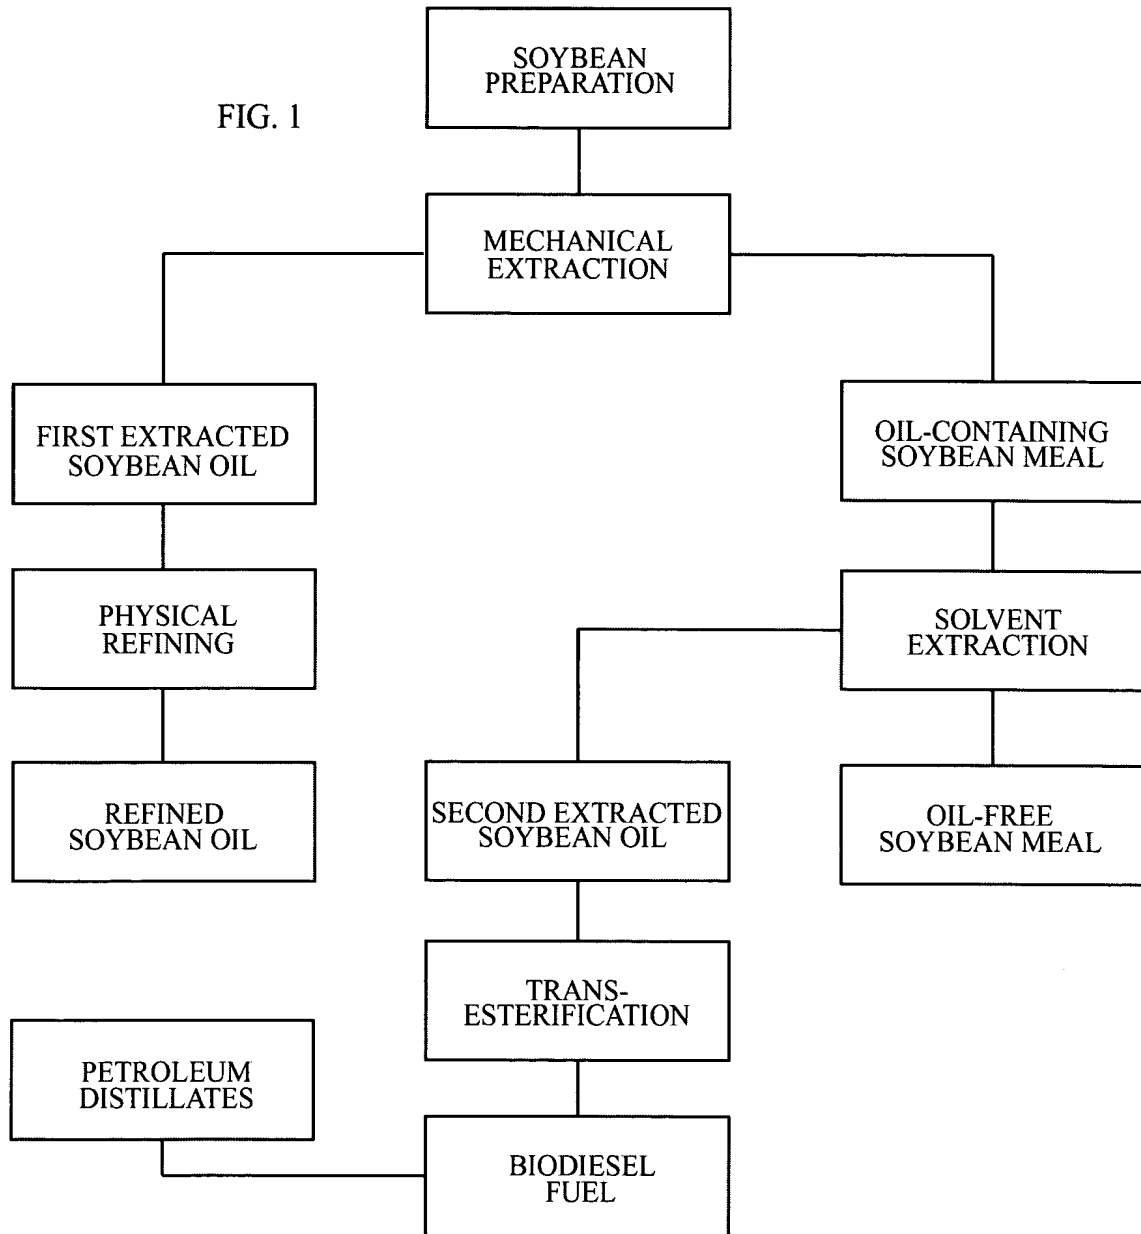 SOYBEAN
PREPARATION
FIG. 1
MECHANICAL
EXTRACTION
FIRST EXTRACTED
SOYBEAN OIL
OIL-CONTAINING
SOYBEAN MEAL
PHYSICAL
REFINING
SOLVENT
EXTRACTION
REFINED
SOYBEAN OIL
SECOND EXTRACTED
SOYBEAN OIL
OIL-FREE
SOYBEAN MEAL
TRANS-
ESTERIFICATION
PETROLEUM
DISTILLATES
BIODIESEL
FUEL